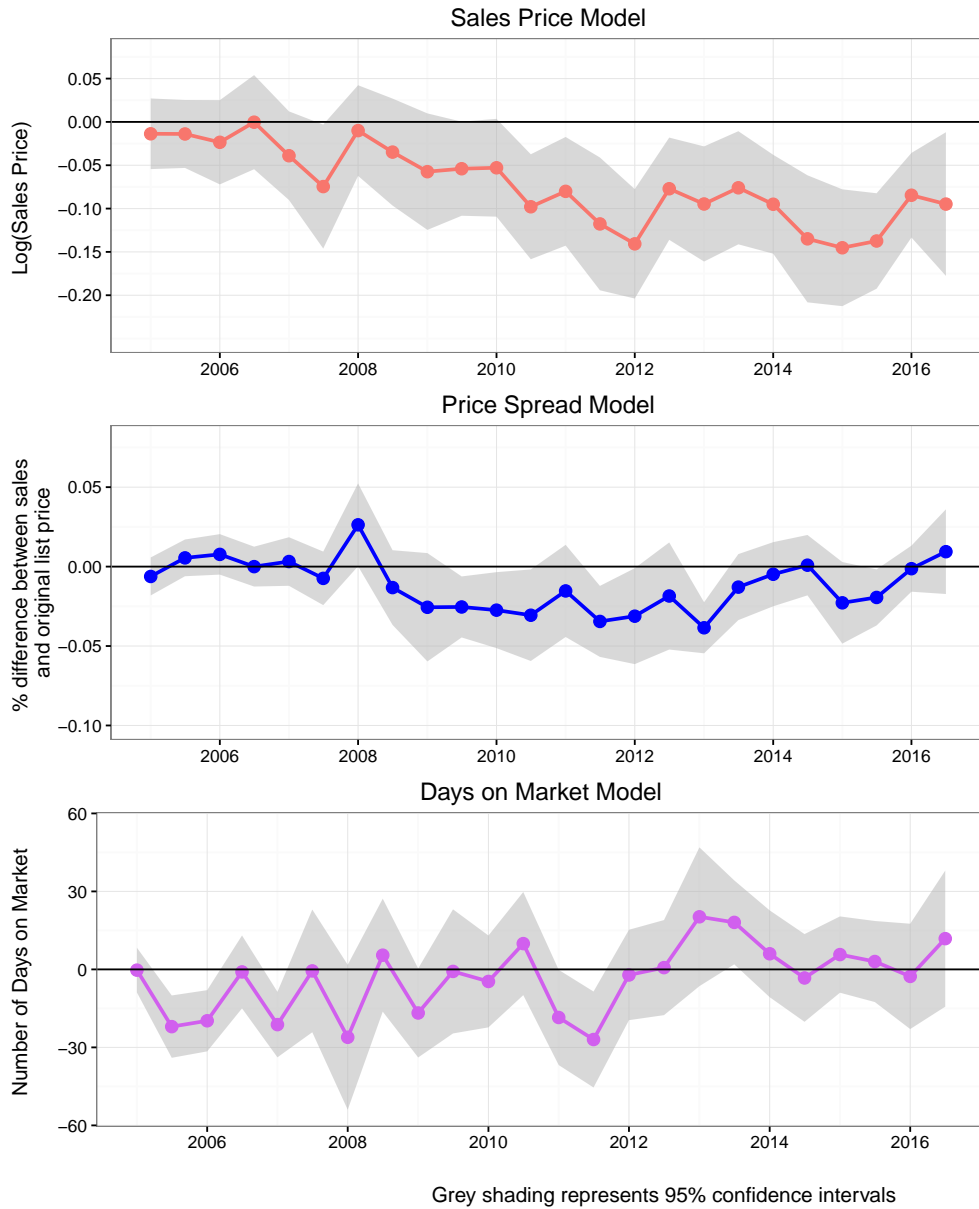 Sales Price Model
Log(Sales Price)
0.05
0.00
−0.05
−0.10
−0.15
−0.20
2006 2008 2010 2012 2014 2016
Price Spread Model
% difference between sales
and original list price
0.05
0.00
−0.05
−0.10
2006 2008 2010 2012 2014 2016
Days on Market Model
Number of Days on Market
60
30
0
−30
−60
2006 2008 2010 2012 2014 2016
Grey shading represents 95% confidence intervals